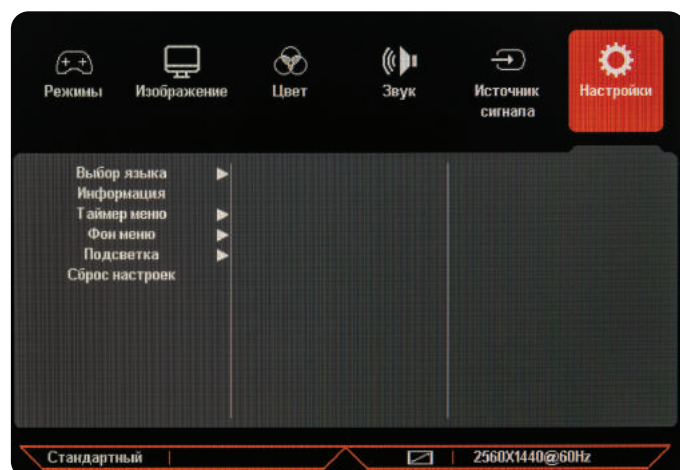 Режимы
Изображение
Цвет
Звук
Источник
сигнала
Настройки
Выбор языка
Информация
Таймер меню
Фон меню
Подсветка
Сброс настроек
Стандартный
2560X1440@60Hz